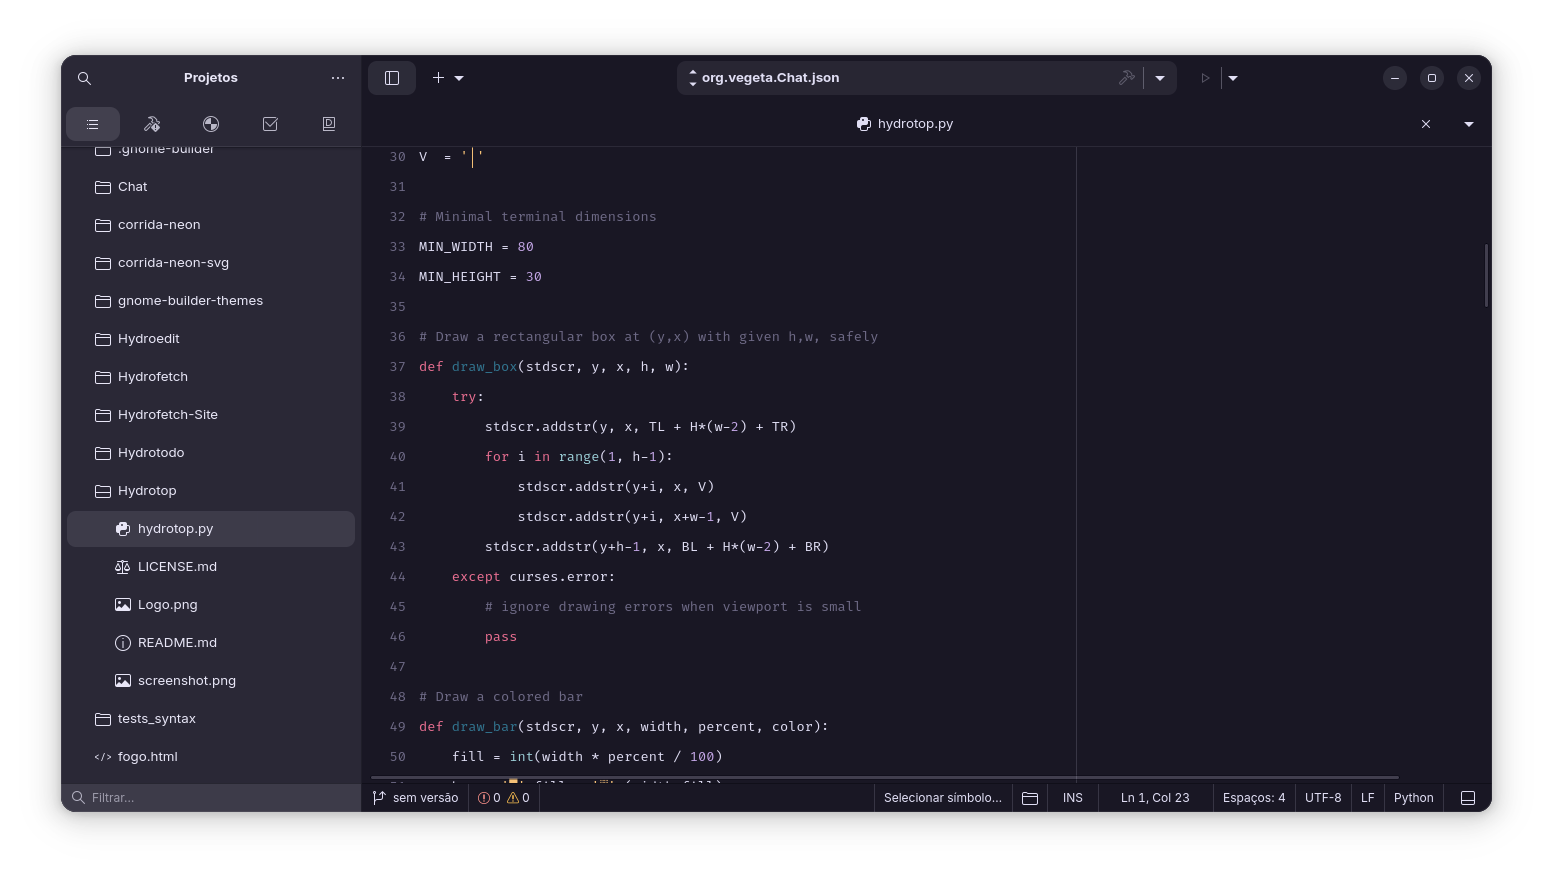 Projetos
org.vegeta.Chat.json
hydrotop.py
.gnome-builder
Chat
corrida-neon
corrida-neon-svg
gnome-builder-themes
Hydroedit
Hydrofetch
Hydrofetch-Site
Hydrotodo
Hydrotop
hydrotop.py
LICENSE.md
Logo.png
README.md
screenshot.png
tests_syntax
</> fogo.html
Filtrar...
30 V  = '│'
31
32 # Minimal terminal dimensions
33 MIN_WIDTH = 80
34 MIN_HEIGHT = 30
35
36 # Draw a rectangular box at (y,x) with given h,w, safely
37 def draw_box(stdscr, y, x, h, w):
38     try:
39         stdscr.addstr(y, x, TL + H*(w-2) + TR)
40         for i in range(1, h-1):
41             stdscr.addstr(y+i, x, V)
42             stdscr.addstr(y+i, x+w-1, V)
43         stdscr.addstr(y+h-1, x, BL + H*(w-2) + BR)
44     except curses.error:
45         # ignore drawing errors when viewport is small
46         pass
47
48 # Draw a colored bar
49 def draw_bar(stdscr, y, x, width, percent, color):
50     fill = int(width * percent / 100)
sem versão 0 0 Selecionar símbolo... INS Ln 1, Col 23 Espaços: 4 UTF-8 LF Python